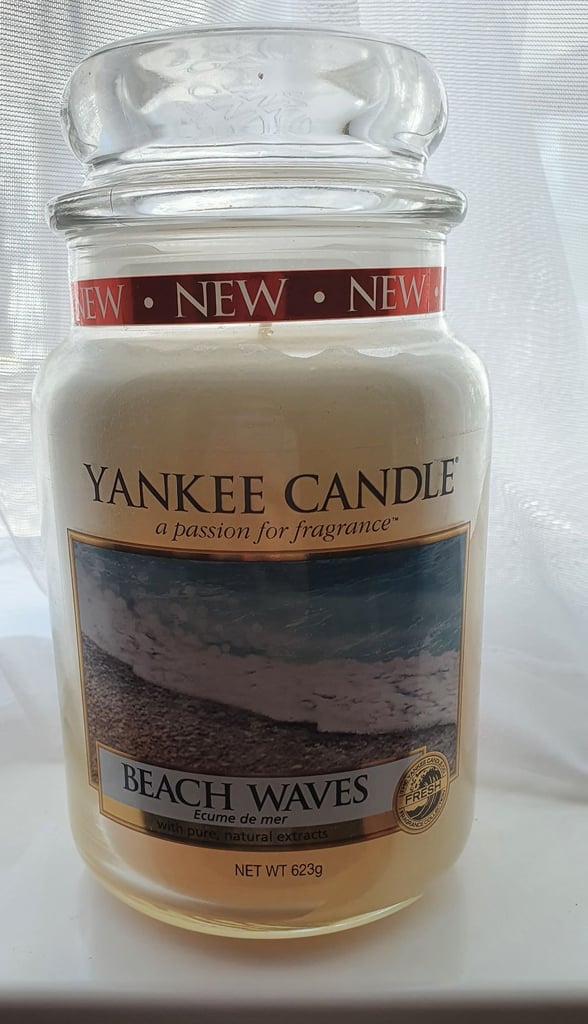 NEW • NEW • NEW •
YANKEE CANDLE®
a passion for fragrance™
BEACH WAVES
Ecume de mer
with pure, natural extracts
FRESH
NET WT 623g